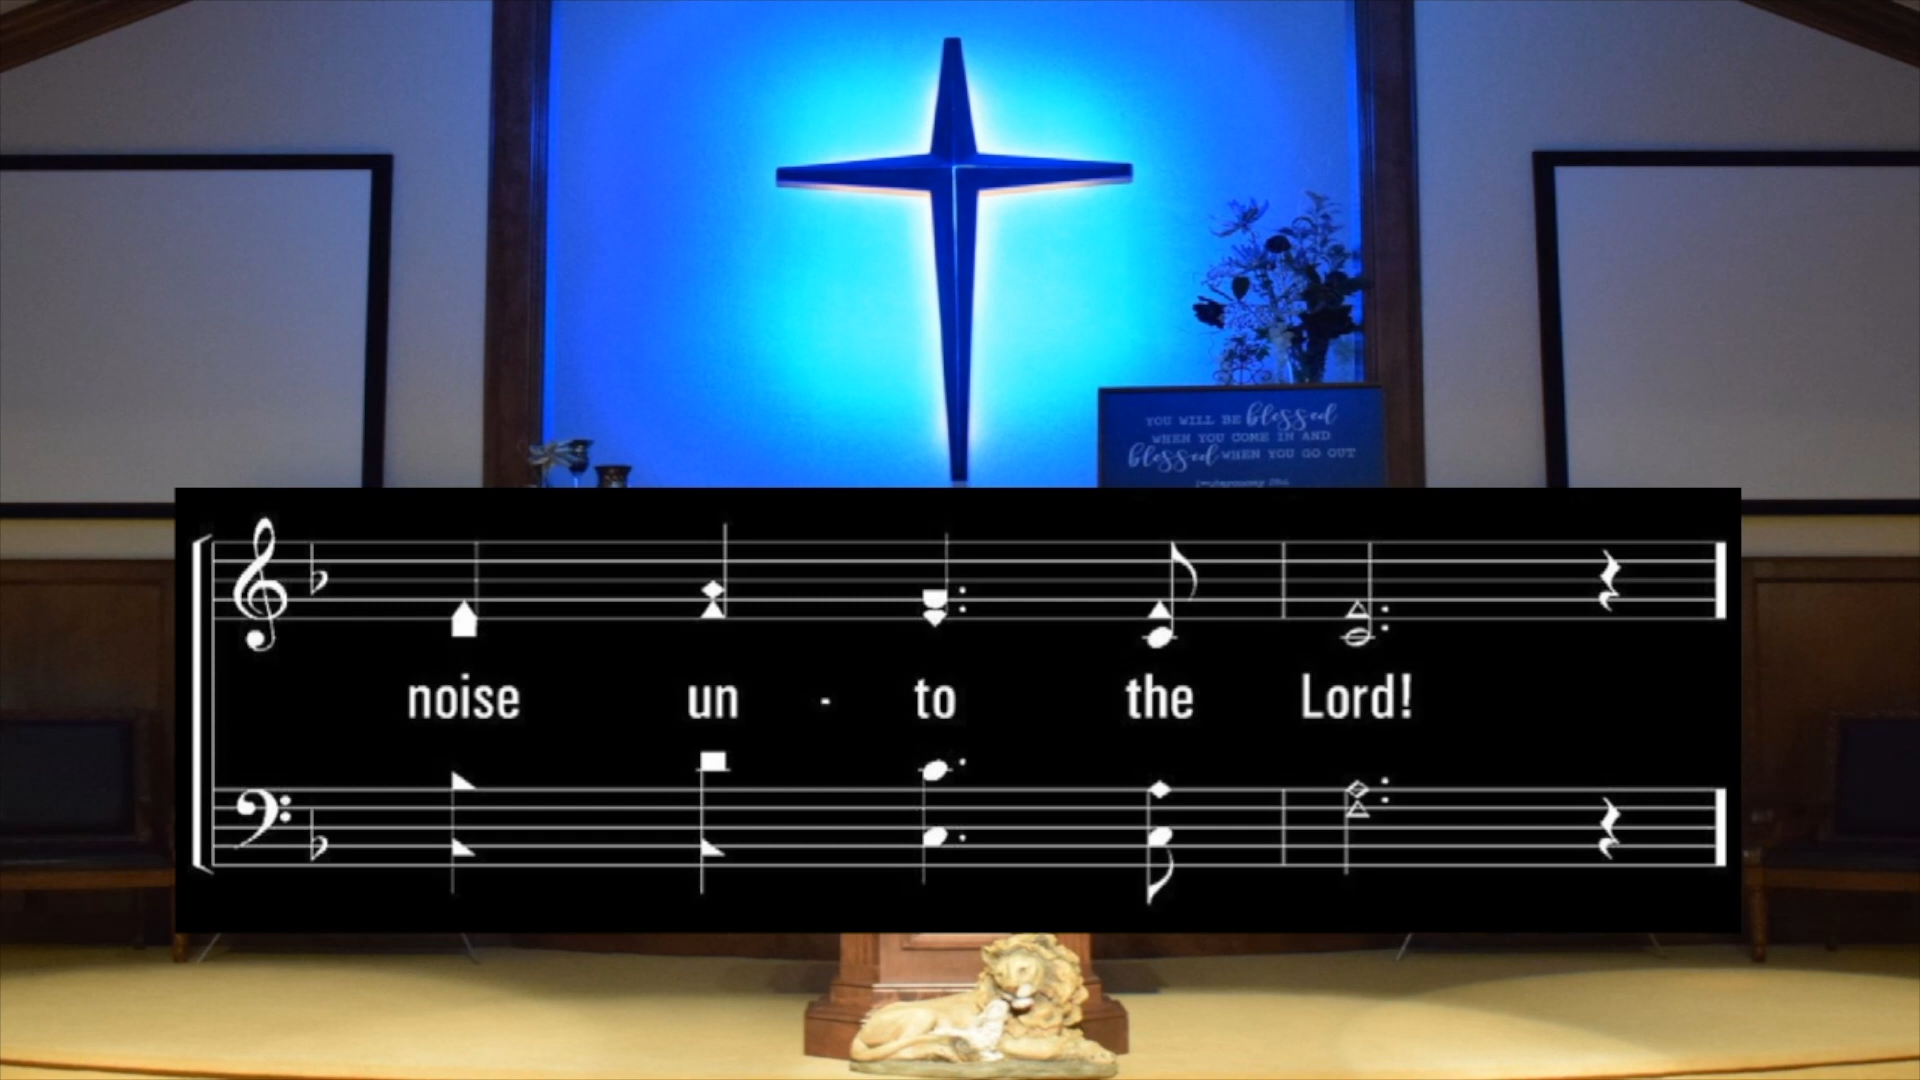 YOU WILL BE blessed
WHEN YOU COME IN AND
blessed WHEN YOU GO OUT
noise un - to the Lord!